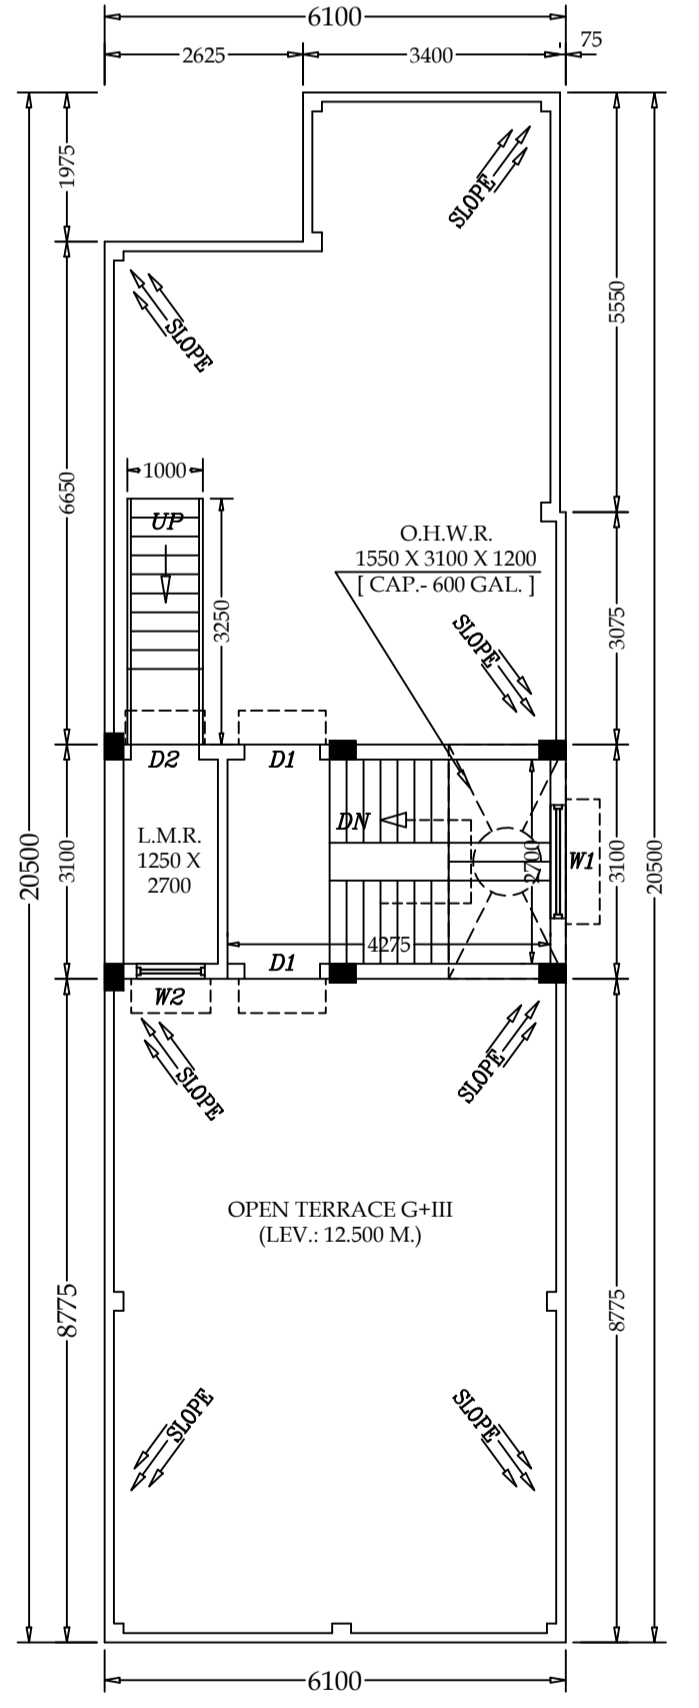 6100
2625
3400
75
1975
SLOPE
5550
SLOPE
6650
1000
UP
O.H.W.R.
1550 X 3100 X 1200
[ CAP.- 600 GAL. ]
3250
3075
SLOPE
D2
D1
DN
L.M.R.
1250 X
2700
20500
3100
2700
W1
3100
20500
4275
D1
W2
SLOPE
SLOPE
OPEN TERRACE G+III
(LEV.: 12.500 M.)
8775
8775
SLOPE
SLOPE
6100